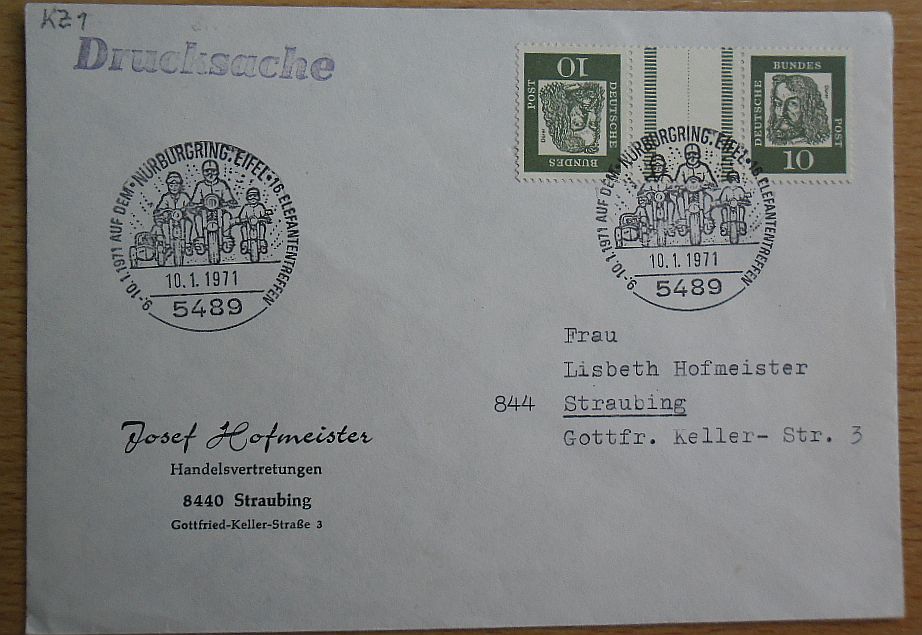 KZ1
Drucksache
10
POST
DEUTSCHE
Dürer
BUNDES
BUNDES
DEUTSCHE
Dürer
POST
10
9.-10.1.1971 AUF DEM • NÜRBURGRING, EIFEL • 16. ELEFANTENTREFFEN
10.1.1971
5489
9.-10.1.1971 AUF DEM • NÜRBURGRING, EIFEL • 16. ELEFANTENTREFFEN
10.1.1971
5489
Frau
Lisbeth Hofmeister
844 Straubing
Gottfr. Keller- Str. 3
Josef Hofmeister
Handelsvertretungen
8440 Straubing
Gottfried-Keller-Straße 3